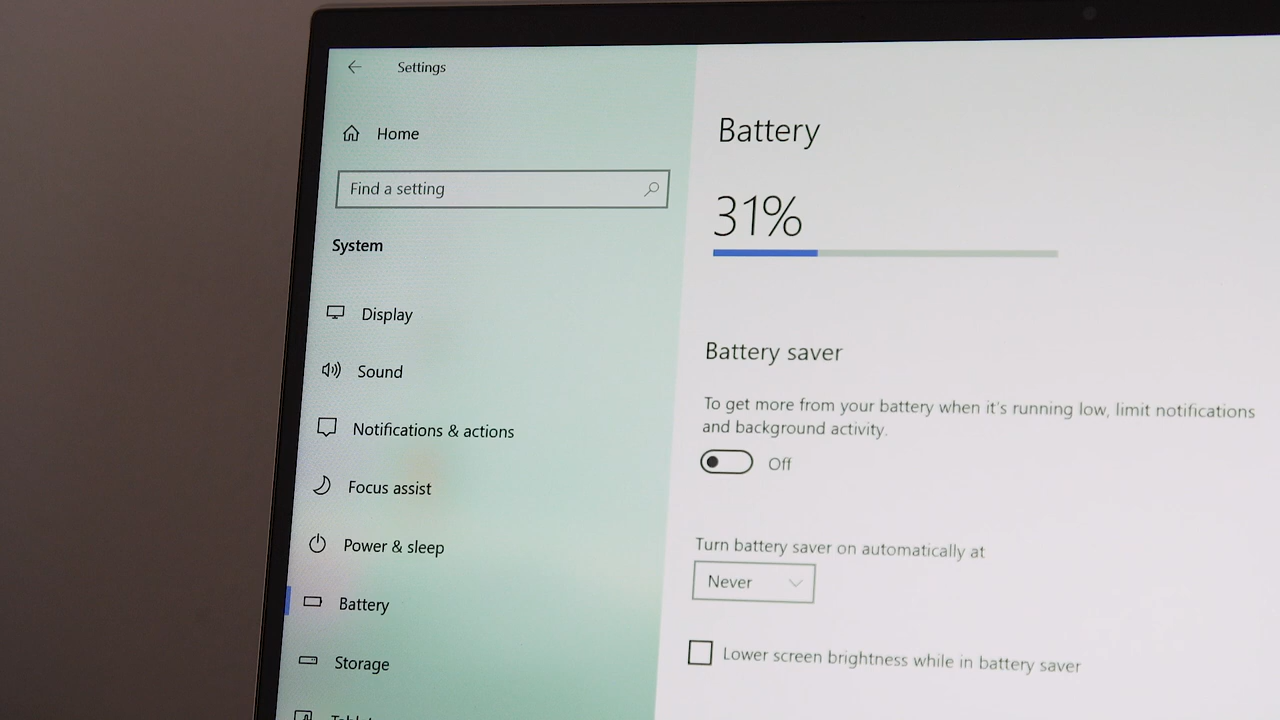 Settings
Home
Find a setting
System
Display
Sound
Notifications & actions
Focus assist
Power & sleep
Battery
Storage
Battery
31%
Battery saver
To get more from your battery when it's running low, limit notifications
and background activity.
Off
Turn battery saver on automatically at
Never
Lower screen brightness while in battery saver